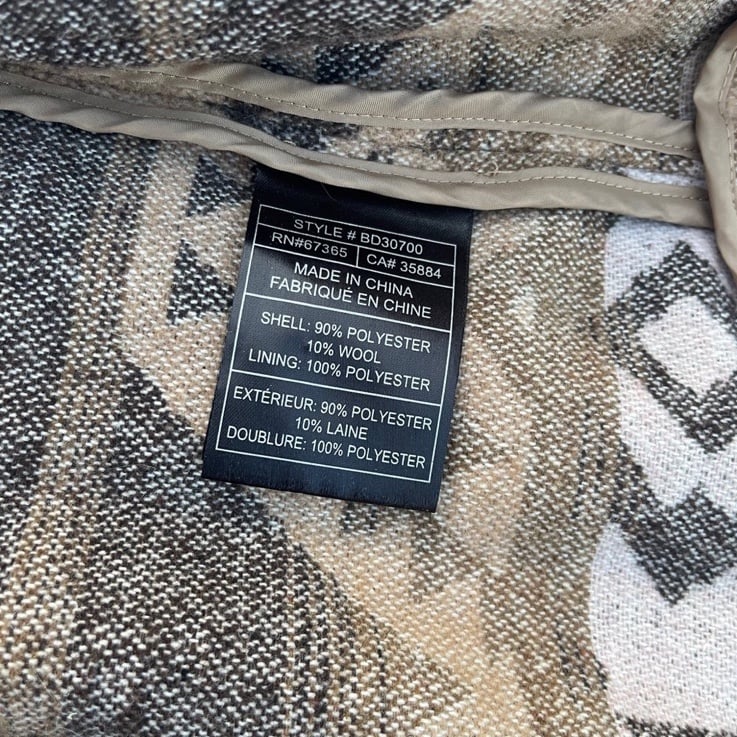 STYLE # BD30700
RN#67365 CA# 35884
MADE IN CHINA
FABRIQUÉ EN CHINE
SHELL: 90% POLYESTER
10% WOOL
LINING: 100% POLYESTER
EXTÉRIEUR: 90% POLYESTER
10% LAINE
DOUBLURE: 100% POLYESTER